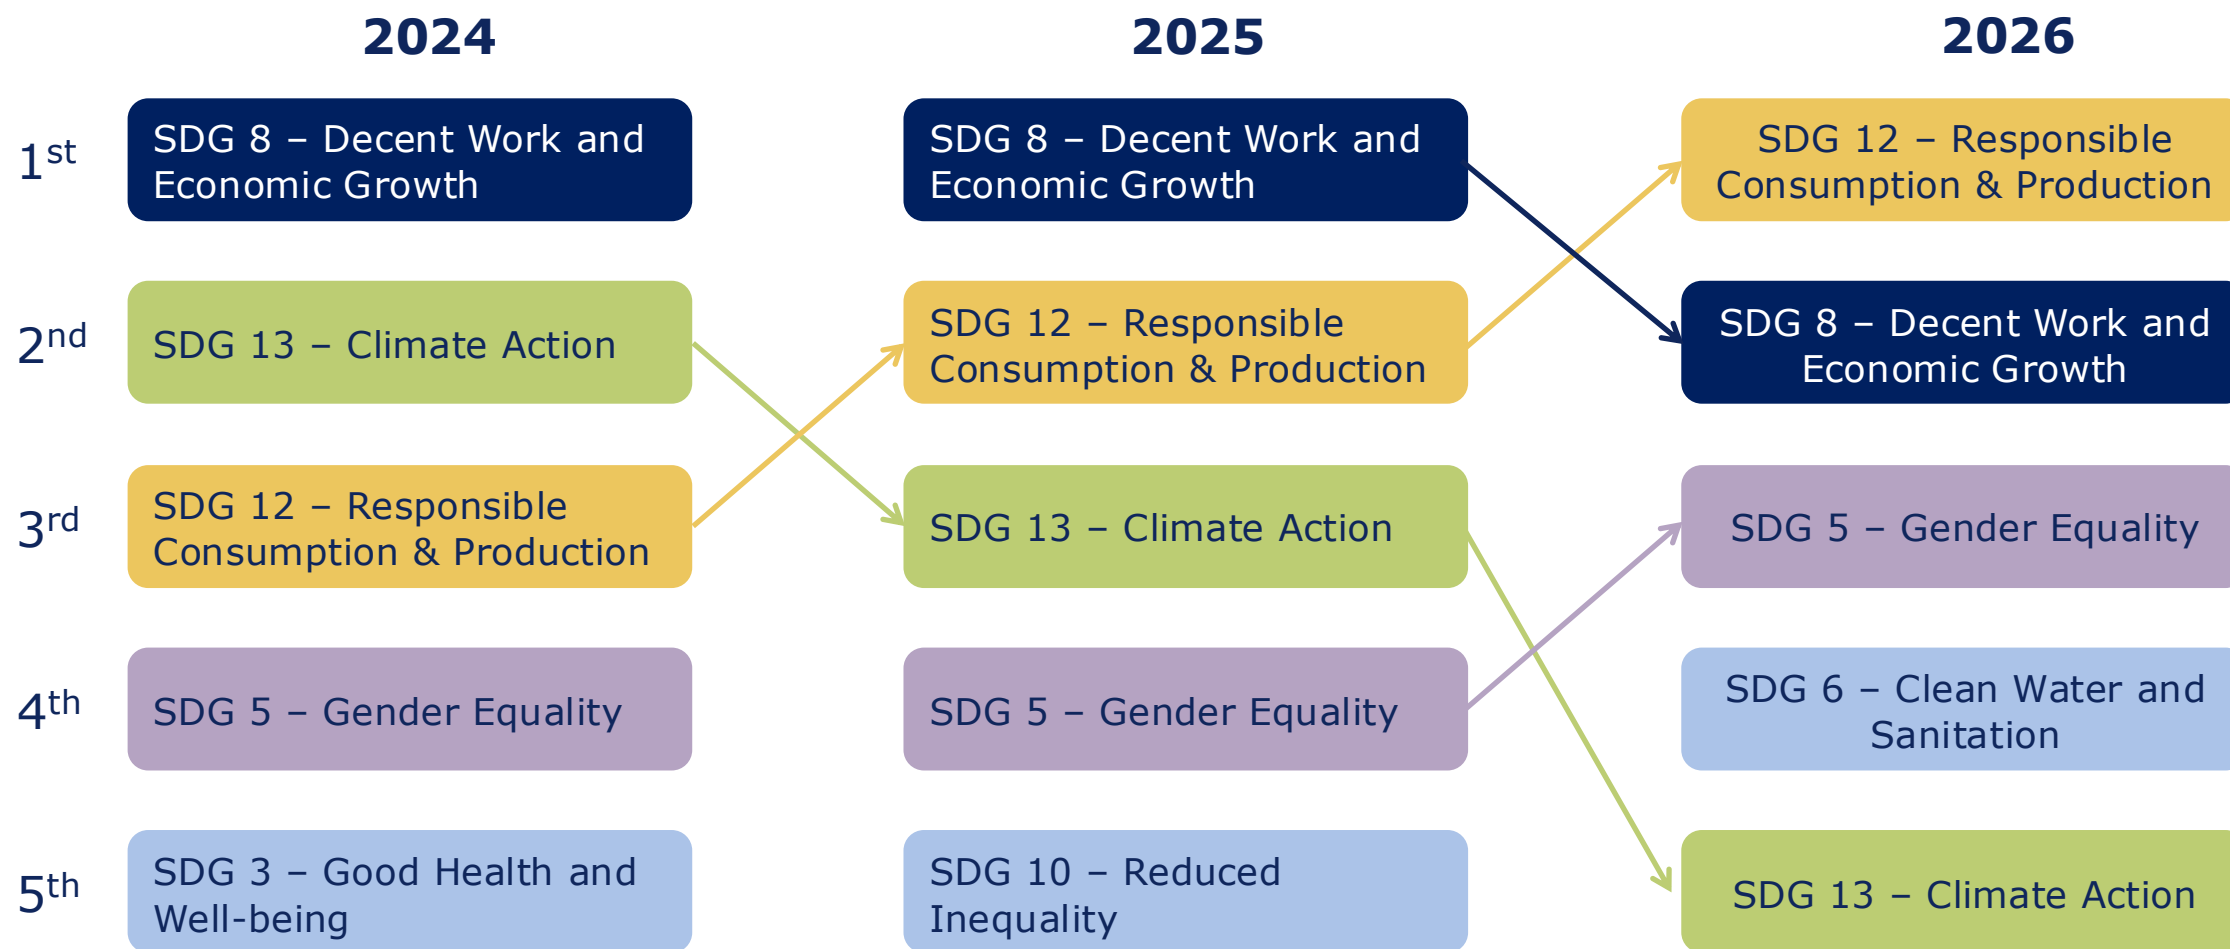 2024
2025
2026
1st
SDG 8 – Decent Work and
Economic Growth
SDG 8 – Decent Work and
Economic Growth
SDG 12 – Responsible
Consumption & Production
2nd
SDG 13 – Climate Action
SDG 12 – Responsible
Consumption & Production
SDG 8 – Decent Work and
Economic Growth
3rd
SDG 12 – Responsible
Consumption & Production
SDG 13 – Climate Action
SDG 5 – Gender Equality
4th
SDG 5 – Gender Equality
SDG 5 – Gender Equality
SDG 6 – Clean Water and
Sanitation
5th
SDG 3 – Good Health and
Well-being
SDG 10 – Reduced
Inequality
SDG 13 – Climate Action